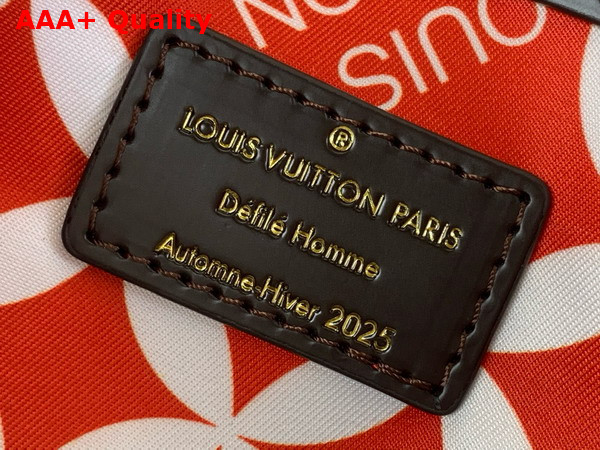 AAA+ Quality
®
LOUIS VUITTON PARIS
Défilé Homme
Automne-Hiver 2025